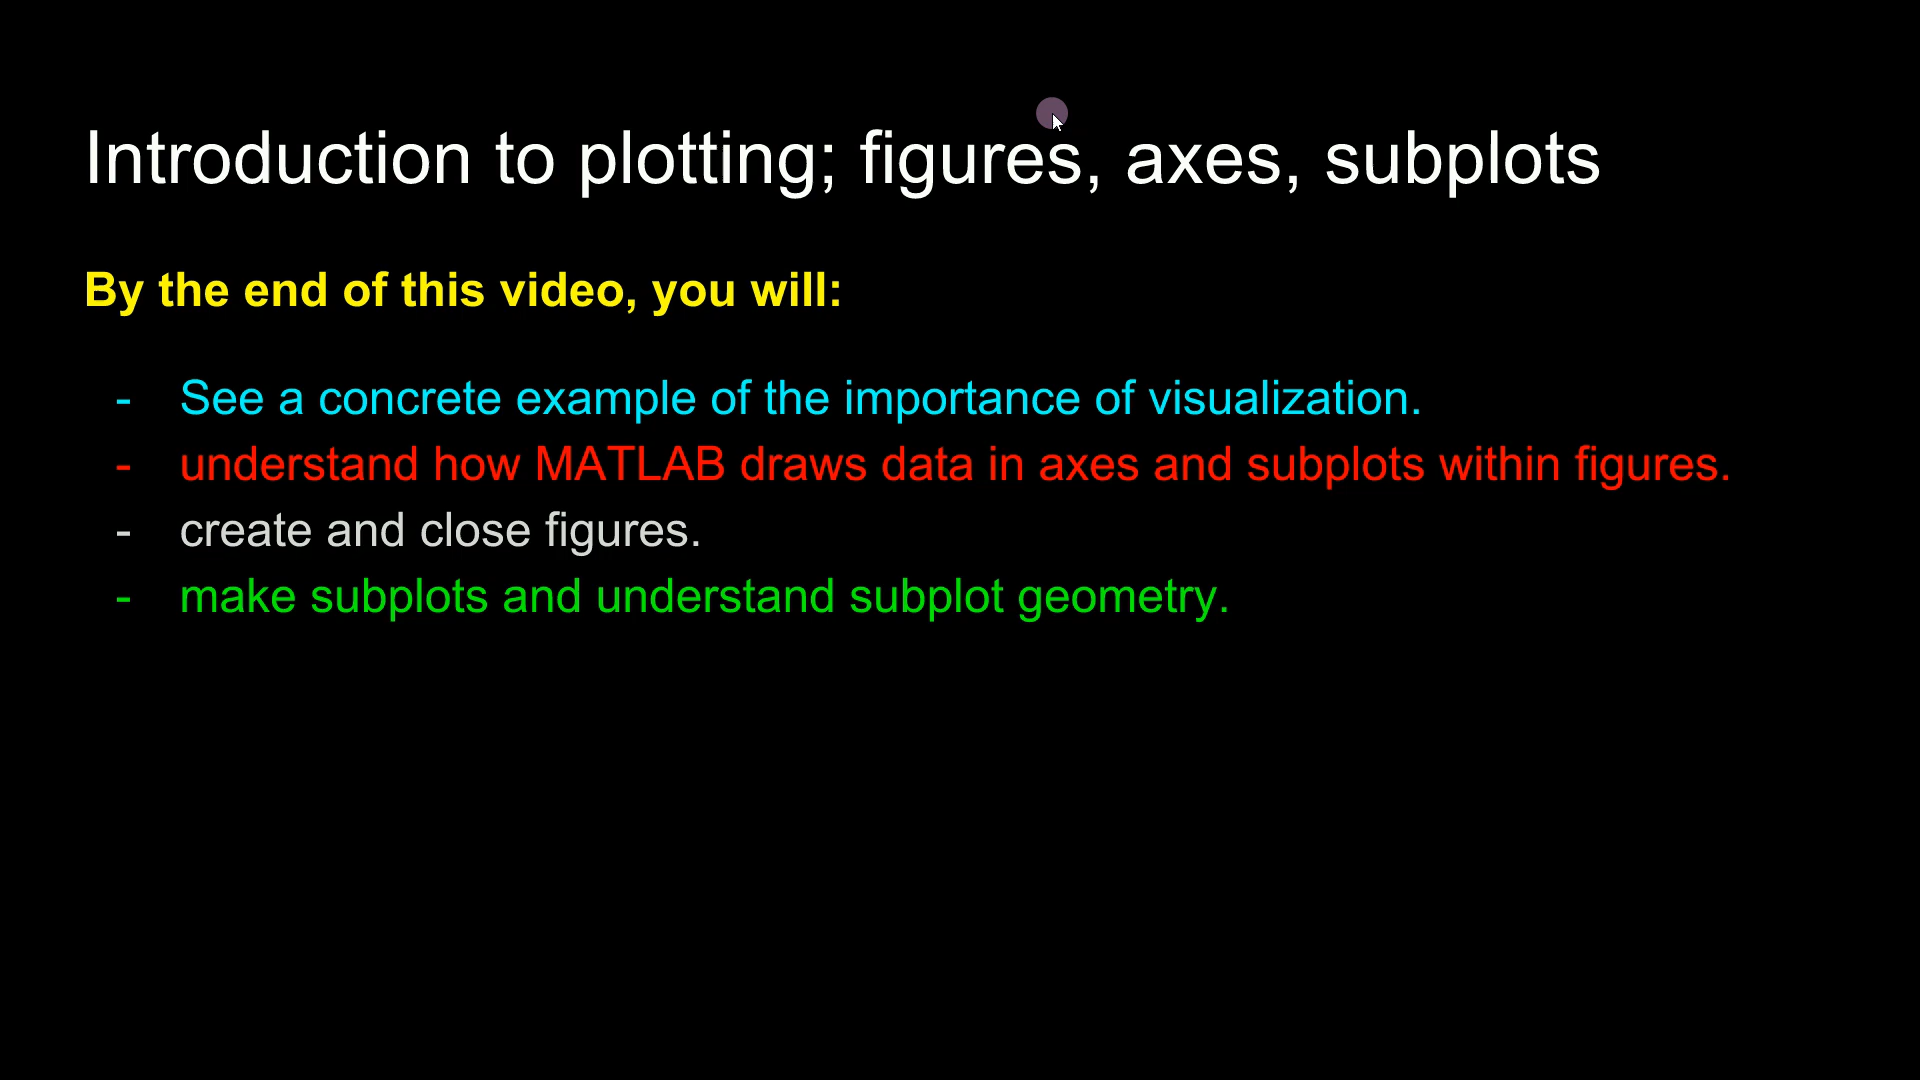 Introduction to plotting; figures, axes, subplots
By the end of this video, you will:
- See a concrete example of the importance of visualization.
- understand how MATLAB draws data in axes and subplots within figures.
- create and close figures.
- make subplots and understand subplot geometry.